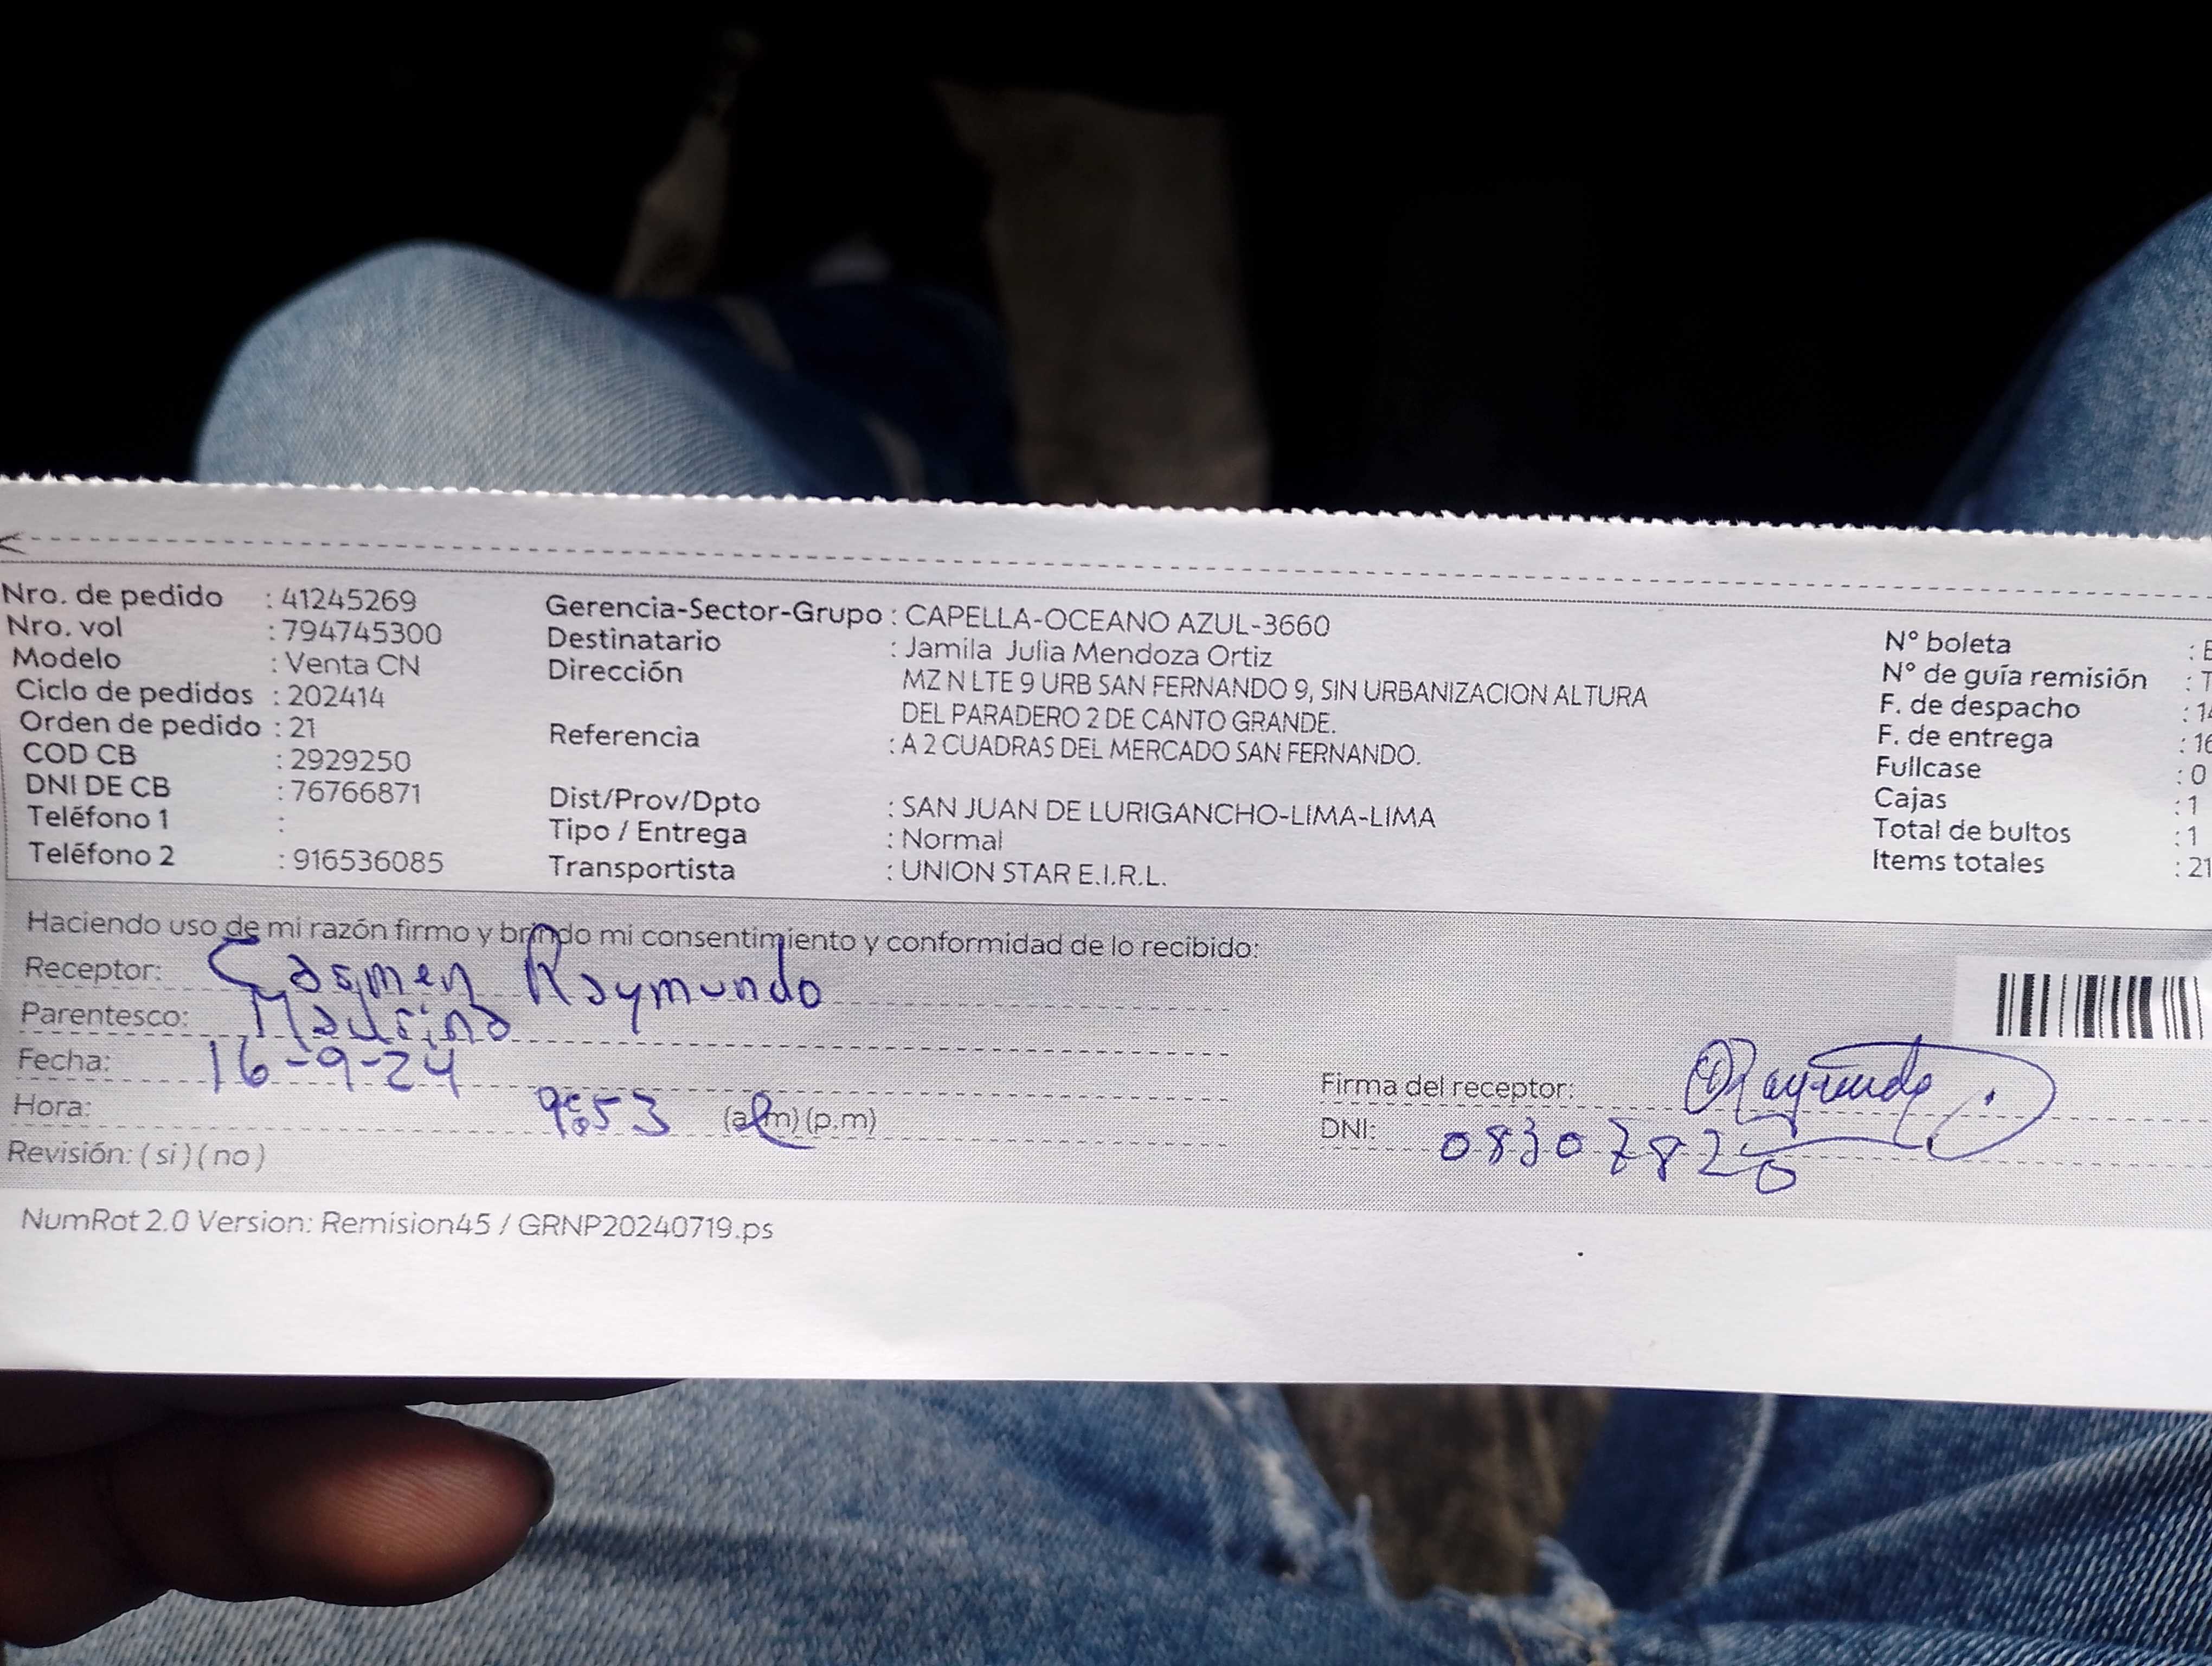 Nro. de pedido : 41245269
Nro. vol : 794745300
Modelo : Venta CN
Ciclo de pedidos : 202414
Orden de pedido : 21
COD CB : 2929250
DNI DE CB : 76766871
Teléfono 1 :
Teléfono 2 : 916536085
Gerencia-Sector-Grupo : CAPELLA-OCEANO AZUL-3660
Destinatario : Jamila Julia Mendoza Ortiz
Dirección MZ N LTE 9 URB SAN FERNANDO 9, SIN URBANIZACION ALTURA
DEL PARADERO 2 DE CANTO GRANDE.
Referencia : A 2 CUADRAS DEL MERCADO SAN FERNANDO.
Dist/Prov/Dpto : SAN JUAN DE LURIGANCHO-LIMA-LIMA
Tipo / Entrega : Normal
Transportista : UNION STAR E.I.R.L.
N° boleta :
N° de guía remisión : T
F. de despacho : 14
F. de entrega : 16
Fullcase : 0
Cajas : 1
Total de bultos : 1
Items totales : 21
Haciendo uso de mi razón firmo y brindo mi consentimiento y conformidad de lo recibido:
Receptor: Carmen Raymundo
Parentesco: Madrina
Fecha: 16-9-24
Hora: 9:53 (a.m) (p.m)
Revisión: ( si ) ( no )
Firma del receptor: Raymundo
DNI: 08307820
NumRot 2.0 Version: Remision45 / GRNP20240719.ps